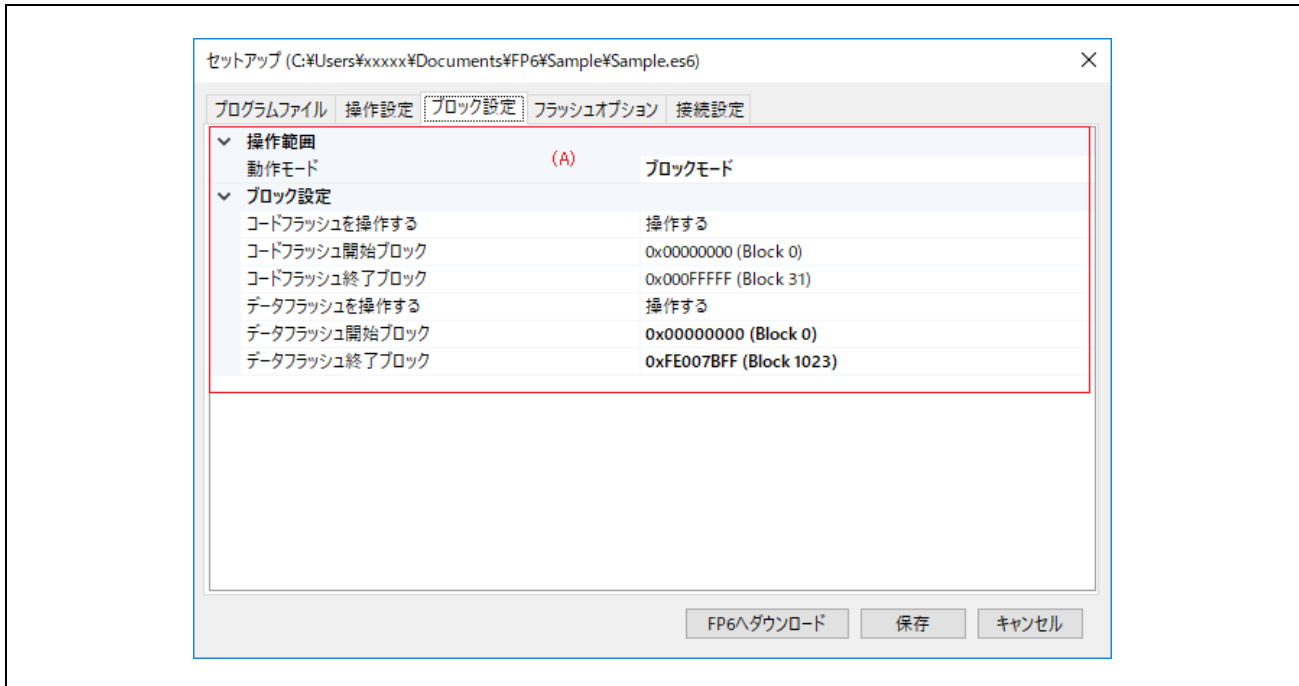 セットアップ (C:¥Users¥xxxxx¥Documents¥FP6¥Sample¥Sample.es6)
プログラムファイル 操作設定 ブロック設定 フラッシュオプション 接続設定
操作範囲
(A)
動作モード ブロックモード
ブロック設定
コードフラッシュを操作する 操作する
コードフラッシュ開始ブロック 0x00000000 (Block 0)
コードフラッシュ終了ブロック 0x000FFFFF (Block 31)
データフラッシュを操作する 操作する
データフラッシュ開始ブロック 0x00000000 (Block 0)
データフラッシュ終了ブロック 0xFE007BFF (Block 1023)
FP6へダウンロード 保存 キャンセル